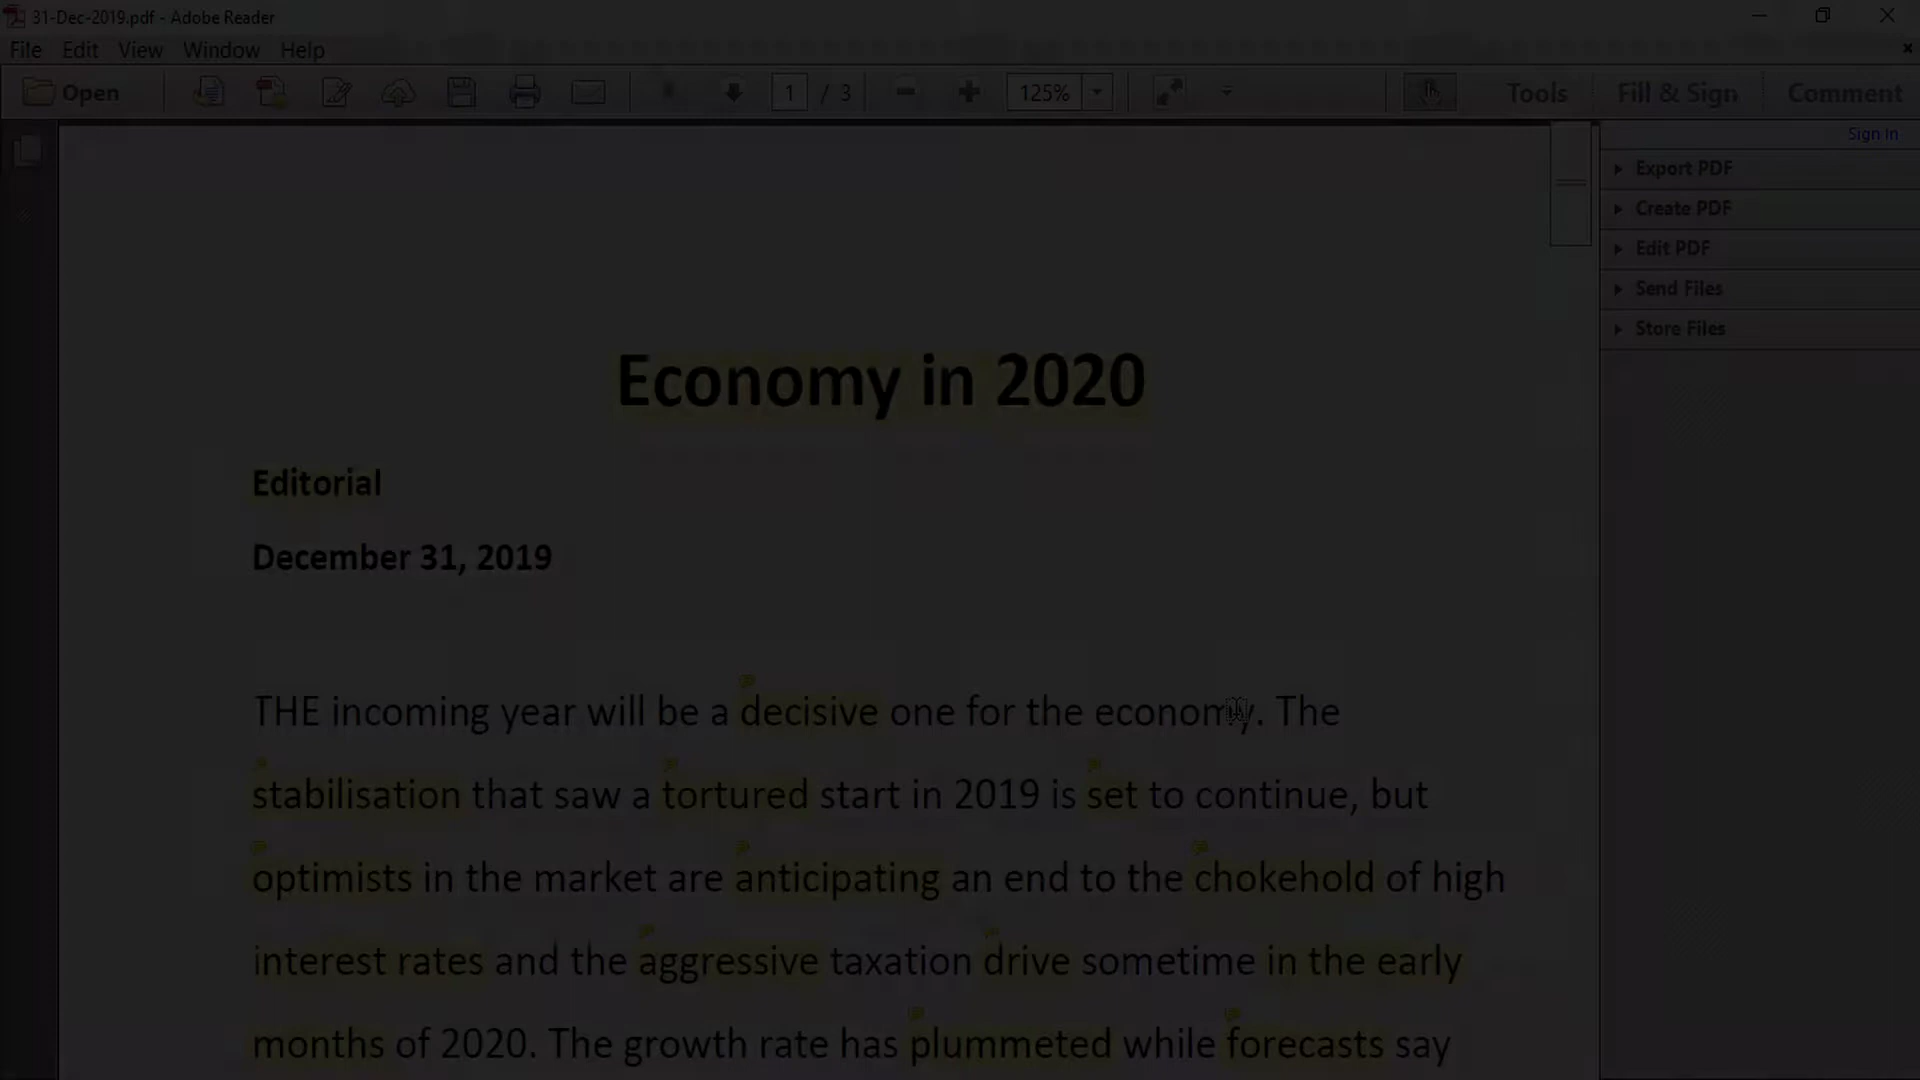 31-Dec-2019.pdf - Adobe Reader
File Edit View Window Help
Open 1 / 3 125% Tools Fill & Sign Comment
Sign In
Export PDF
Create PDF
Edit PDF
Send Files
Store Files
Economy in 2020
Editorial
December 31, 2019
THE incoming year will be a decisive one for the economy. The
stabilisation that saw a tortured start in 2019 is set to continue, but
optimists in the market are anticipating an end to the chokehold of high
interest rates and the aggressive taxation drive sometime in the early
months of 2020. The growth rate has plummeted while forecasts say